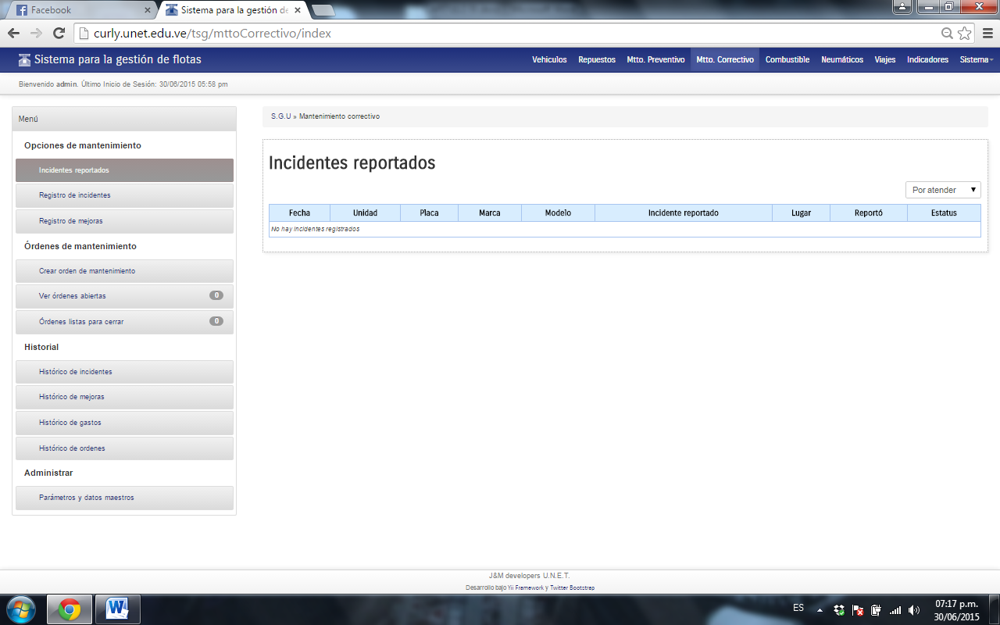 Facebook
Sistema para la gestión de
curly.unet.edu.ve/tsg/mttoCorrectivo/index
Sistema para la gestión de flotas
Vehiculos Repuestos Mtto. Preventivo Mtto. Correctivo Combustible Neumáticos Viajes Indicadores Sistema
Bienvenido admin. Último Inicio de Sesión: 30/06/2015 05:58 pm
Menú
Opciones de mantenimiento
Incidentes reportados
Registro de incidentes
Registro de mejoras
Órdenes de mantenimiento
Crear orden de mantenimiento
Ver órdenes abiertas 0
Órdenes listas para cerrar 0
Historial
Histórico de incidentes
Histórico de mejoras
Histórico de gastos
Histórico de ordenes
Administrar
Parámetros y datos maestros
S.G.U » Mantenimiento correctivo
Incidentes reportados
Por atender
Fecha Unidad Placa Marca Modelo Incidente reportado Lugar Reportó Estatus
No hay incidentes registrados
J&M developers U.N.E.T.
Desarrollo bajo Yii Framework y Twitter Bootstrap
ES
07:17 p.m.
30/06/2015